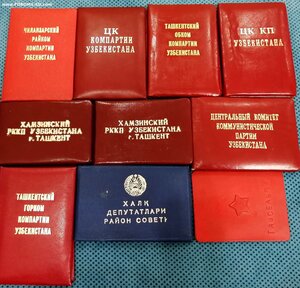 ЧИЛАНЗАРСКИЙ
РАЙКОМ
КОМПАРТИИ
УЗБЕКИСТАНА
ЦК
КОМПАРТИИ
УЗБЕКИСТАНА
ТАШКЕНТСКИЙ
ОБКОМ
КОМПАРТИИ
УЗБЕКИСТАНА
ЦК КП
УЗБЕКИСТАНА
ХАМЗИНСКИЙ
РККП УЗБЕКИСТАНА
г. ТАШКЕНТ
ХАМЗИНСКИЙ
РККП УЗБЕКИСТАНА
г. ТАШКЕНТ
ЦЕНТРАЛЬНЫЙ КОМИТЕТ
КОММУНИСТИЧЕСКОЙ
ПАРТИИ
УЗБЕКИСТАНА
ТАШКЕНТСКИЙ
ГОРКОМ
КОМПАРТИИ
УЗБЕКИСТАНА
ХАЛҚ
ДЕПУТАТЛАРИ
РАЙОН СОВЕТИ